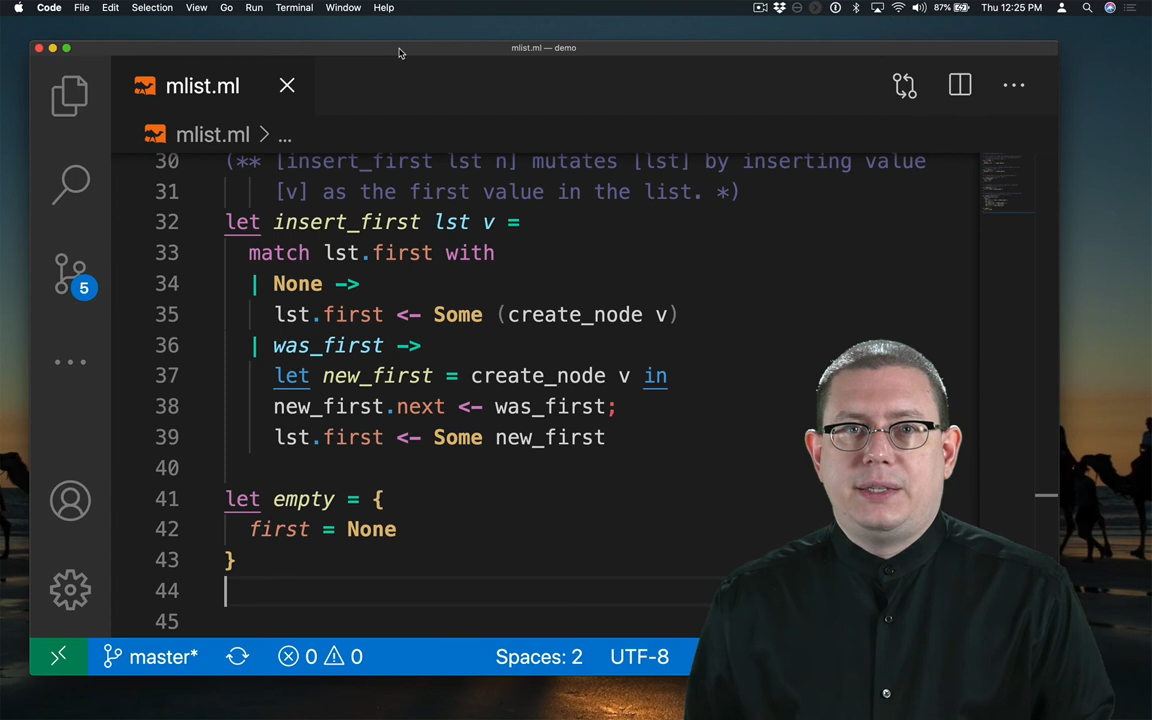 Code File Edit Selection View Go Run Terminal Window Help 87% Thu 12:25 PM
mlist.ml — demo
mlist.ml
mlist.ml > ...
30 (** [insert_first lst n] mutates [lst] by inserting value
31 [v] as the first value in the list. *)
32 let insert_first lst v =
33 match lst.first with
34 | None ->
35 lst.first <- Some (create_node v)
36 | was_first ->
37 let new_first = create_node v in
38 new_first.next <- was_first;
39 lst.first <- Some new_first
40
41 let empty = {
42 first = None
43 }
44
45
5
master* 0 0 Spaces: 2 UTF-8